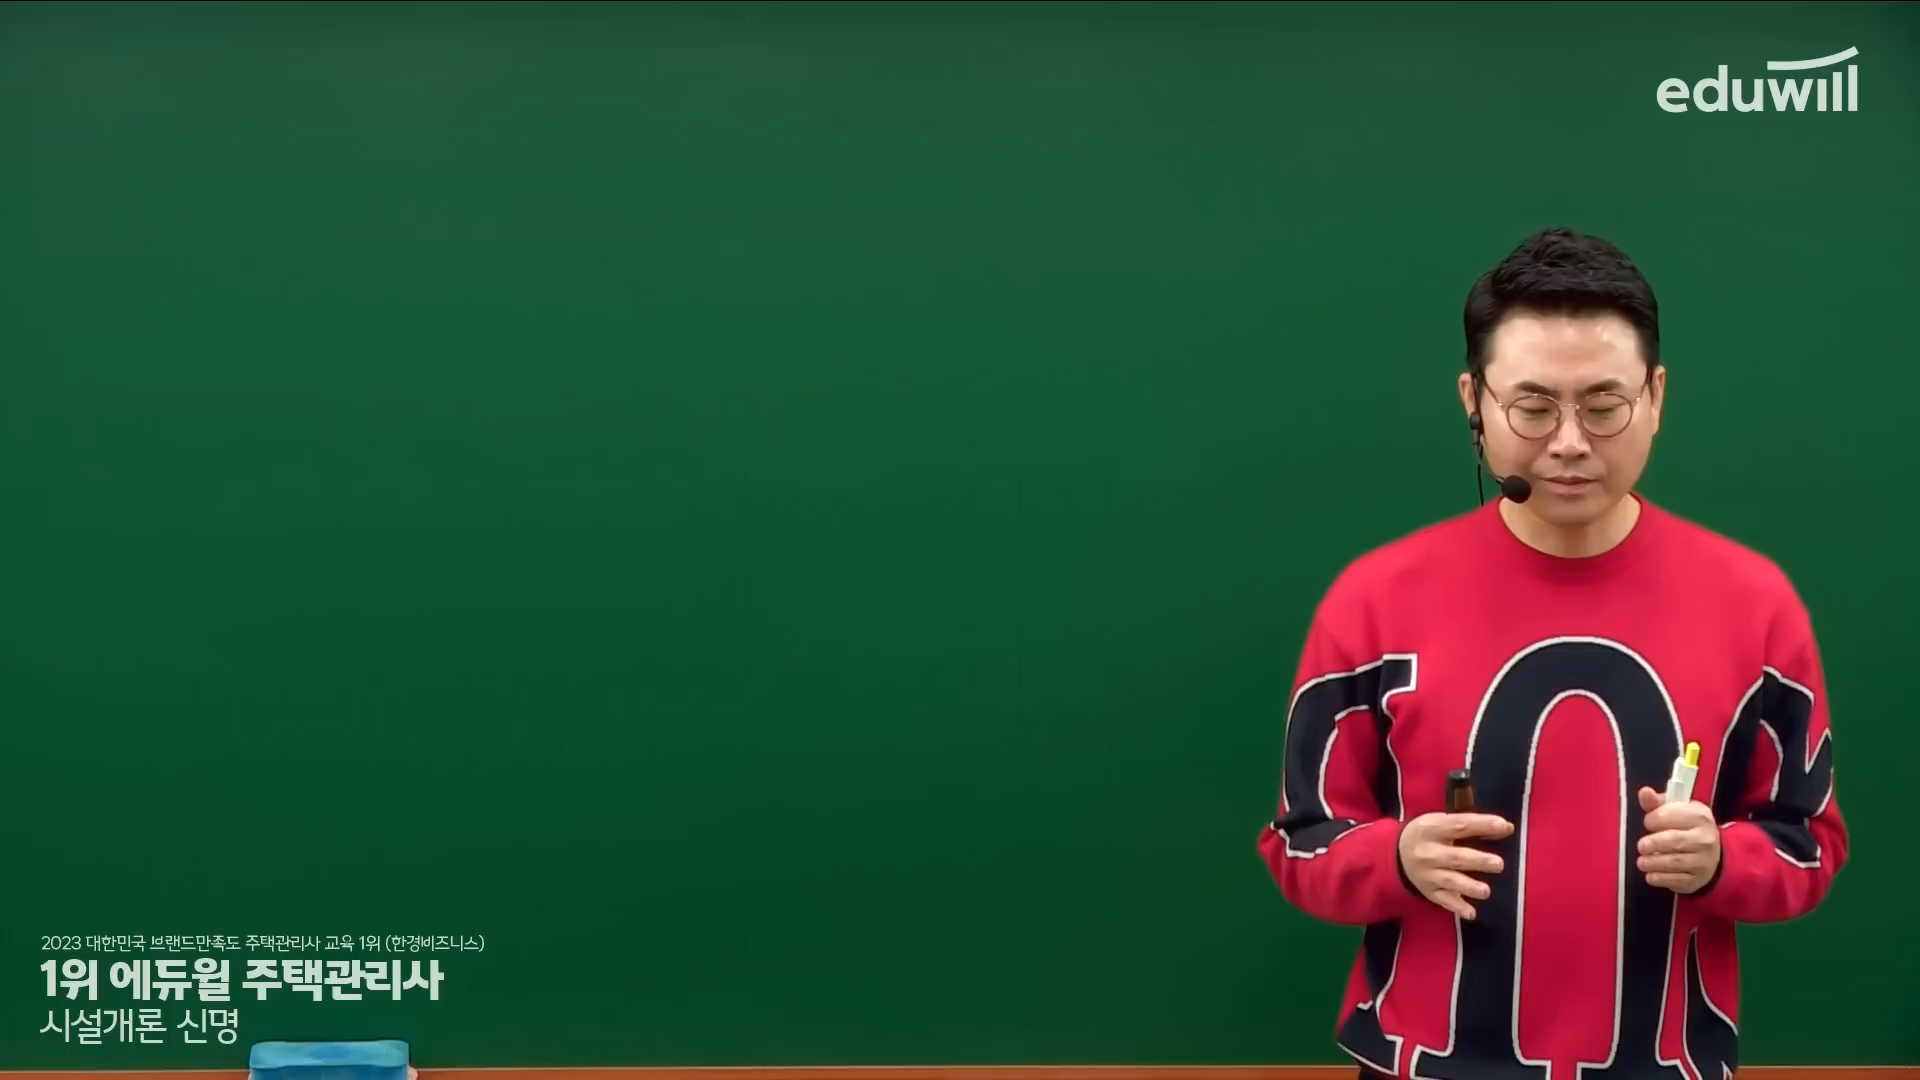 eduwill
2023 대한민국 브랜드만족도 주택관리사 교육 1위 (한경비즈니스)
1위 에듀윌 주택관리사
시설개론 신명